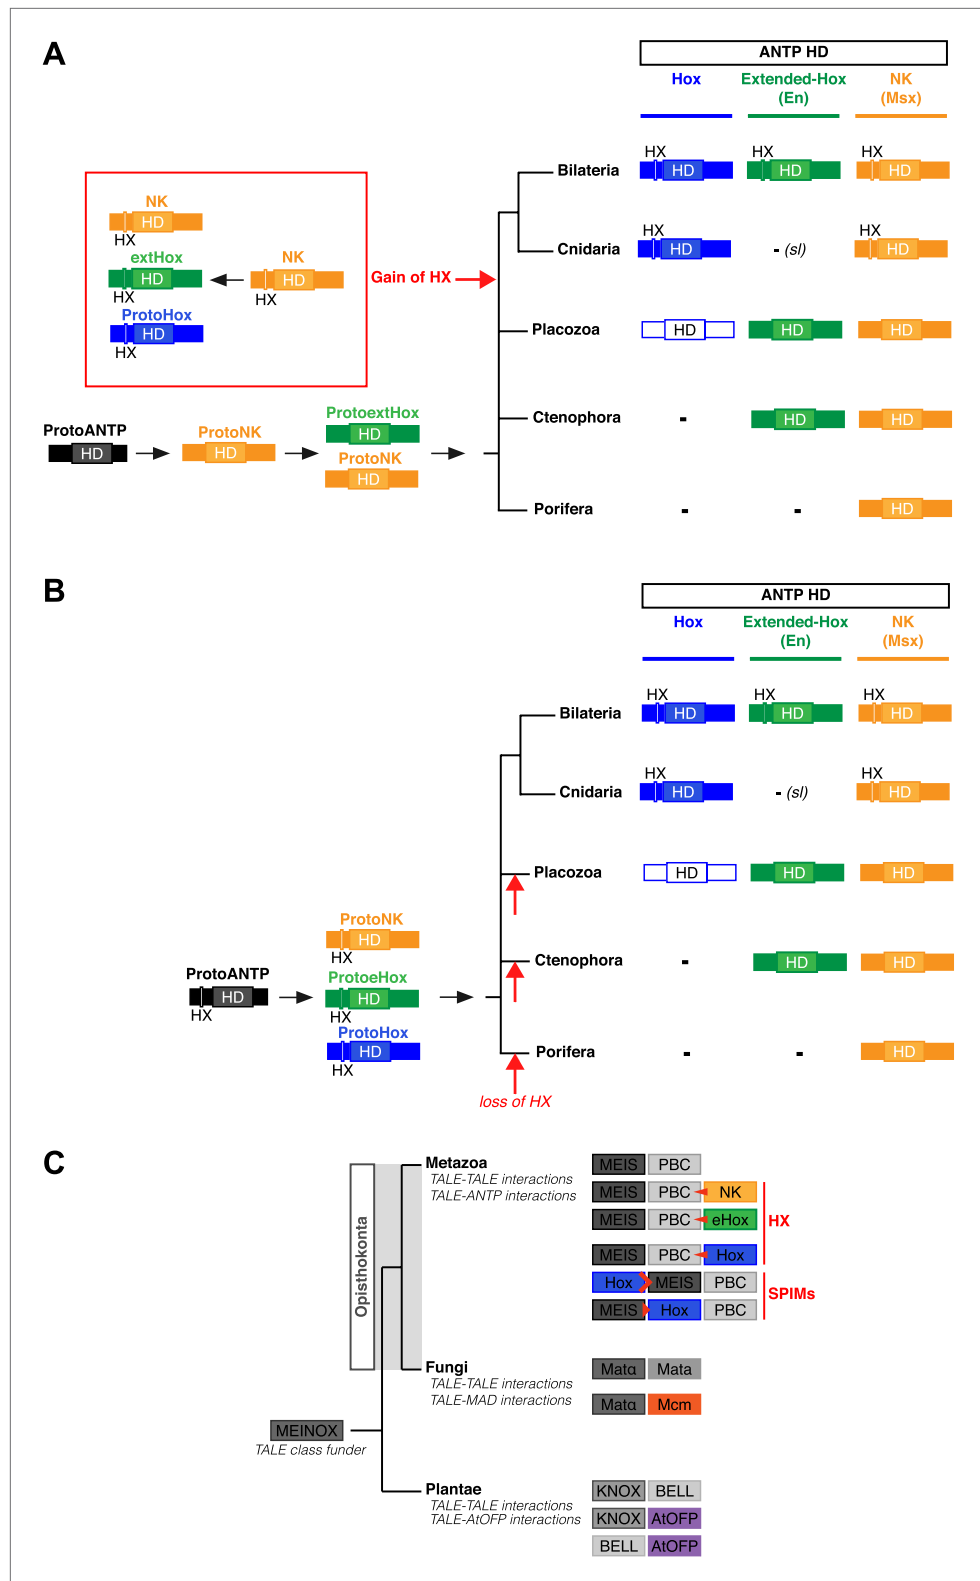 A
ANTP HD
Hox
Extended-Hox
(En)
NK
(Msx)
HX
HX
HX
Bilateria
HD
HD
HD
NK
HD
HX
extHox
HD
HX
ProtoHox
HD
HX
NK
HD
HX
Gain of HX
HX
HX
Cnidaria
HD
- (sl)
HD
Placozoa
HD
HD
HD
ProtoANTP
HD
ProtoNK
HD
ProtoextHox
HD
ProtoNK
HD
Ctenophora
-
HD
HD
Porifera
-
-
HD
B
ANTP HD
Hox
Extended-Hox
(En)
NK
(Msx)
HX
HX
HX
Bilateria
HD
HD
HD
HX
HX
Cnidaria
HD
- (sl)
HD
Placozoa
HD
HD
HD
ProtoANTP
HD
HX
ProtoNK
HD
HX
ProtoeHox
HD
HX
ProtoHox
HD
HX
Ctenophora
-
HD
HD
Porifera
-
-
HD
loss of HX
C
Opisthokonta
Metazoa
TALE-TALE interactions
TALE-ANTP interactions
MEIS PBC
MEIS PBC NK
MEIS PBC eHox
MEIS PBC Hox
HX
Hox MEIS PBC
MEIS Hox PBC
SPIMs
Fungi
TALE-TALE interactions
TALE-MAD interactions
Matα Mata
Matα Mcm
MEINOX
TALE class funder
Plantae
TALE-TALE interactions
TALE-AtOFP interactions
KNOX BELL
KNOX AtOFP
BELL AtOFP